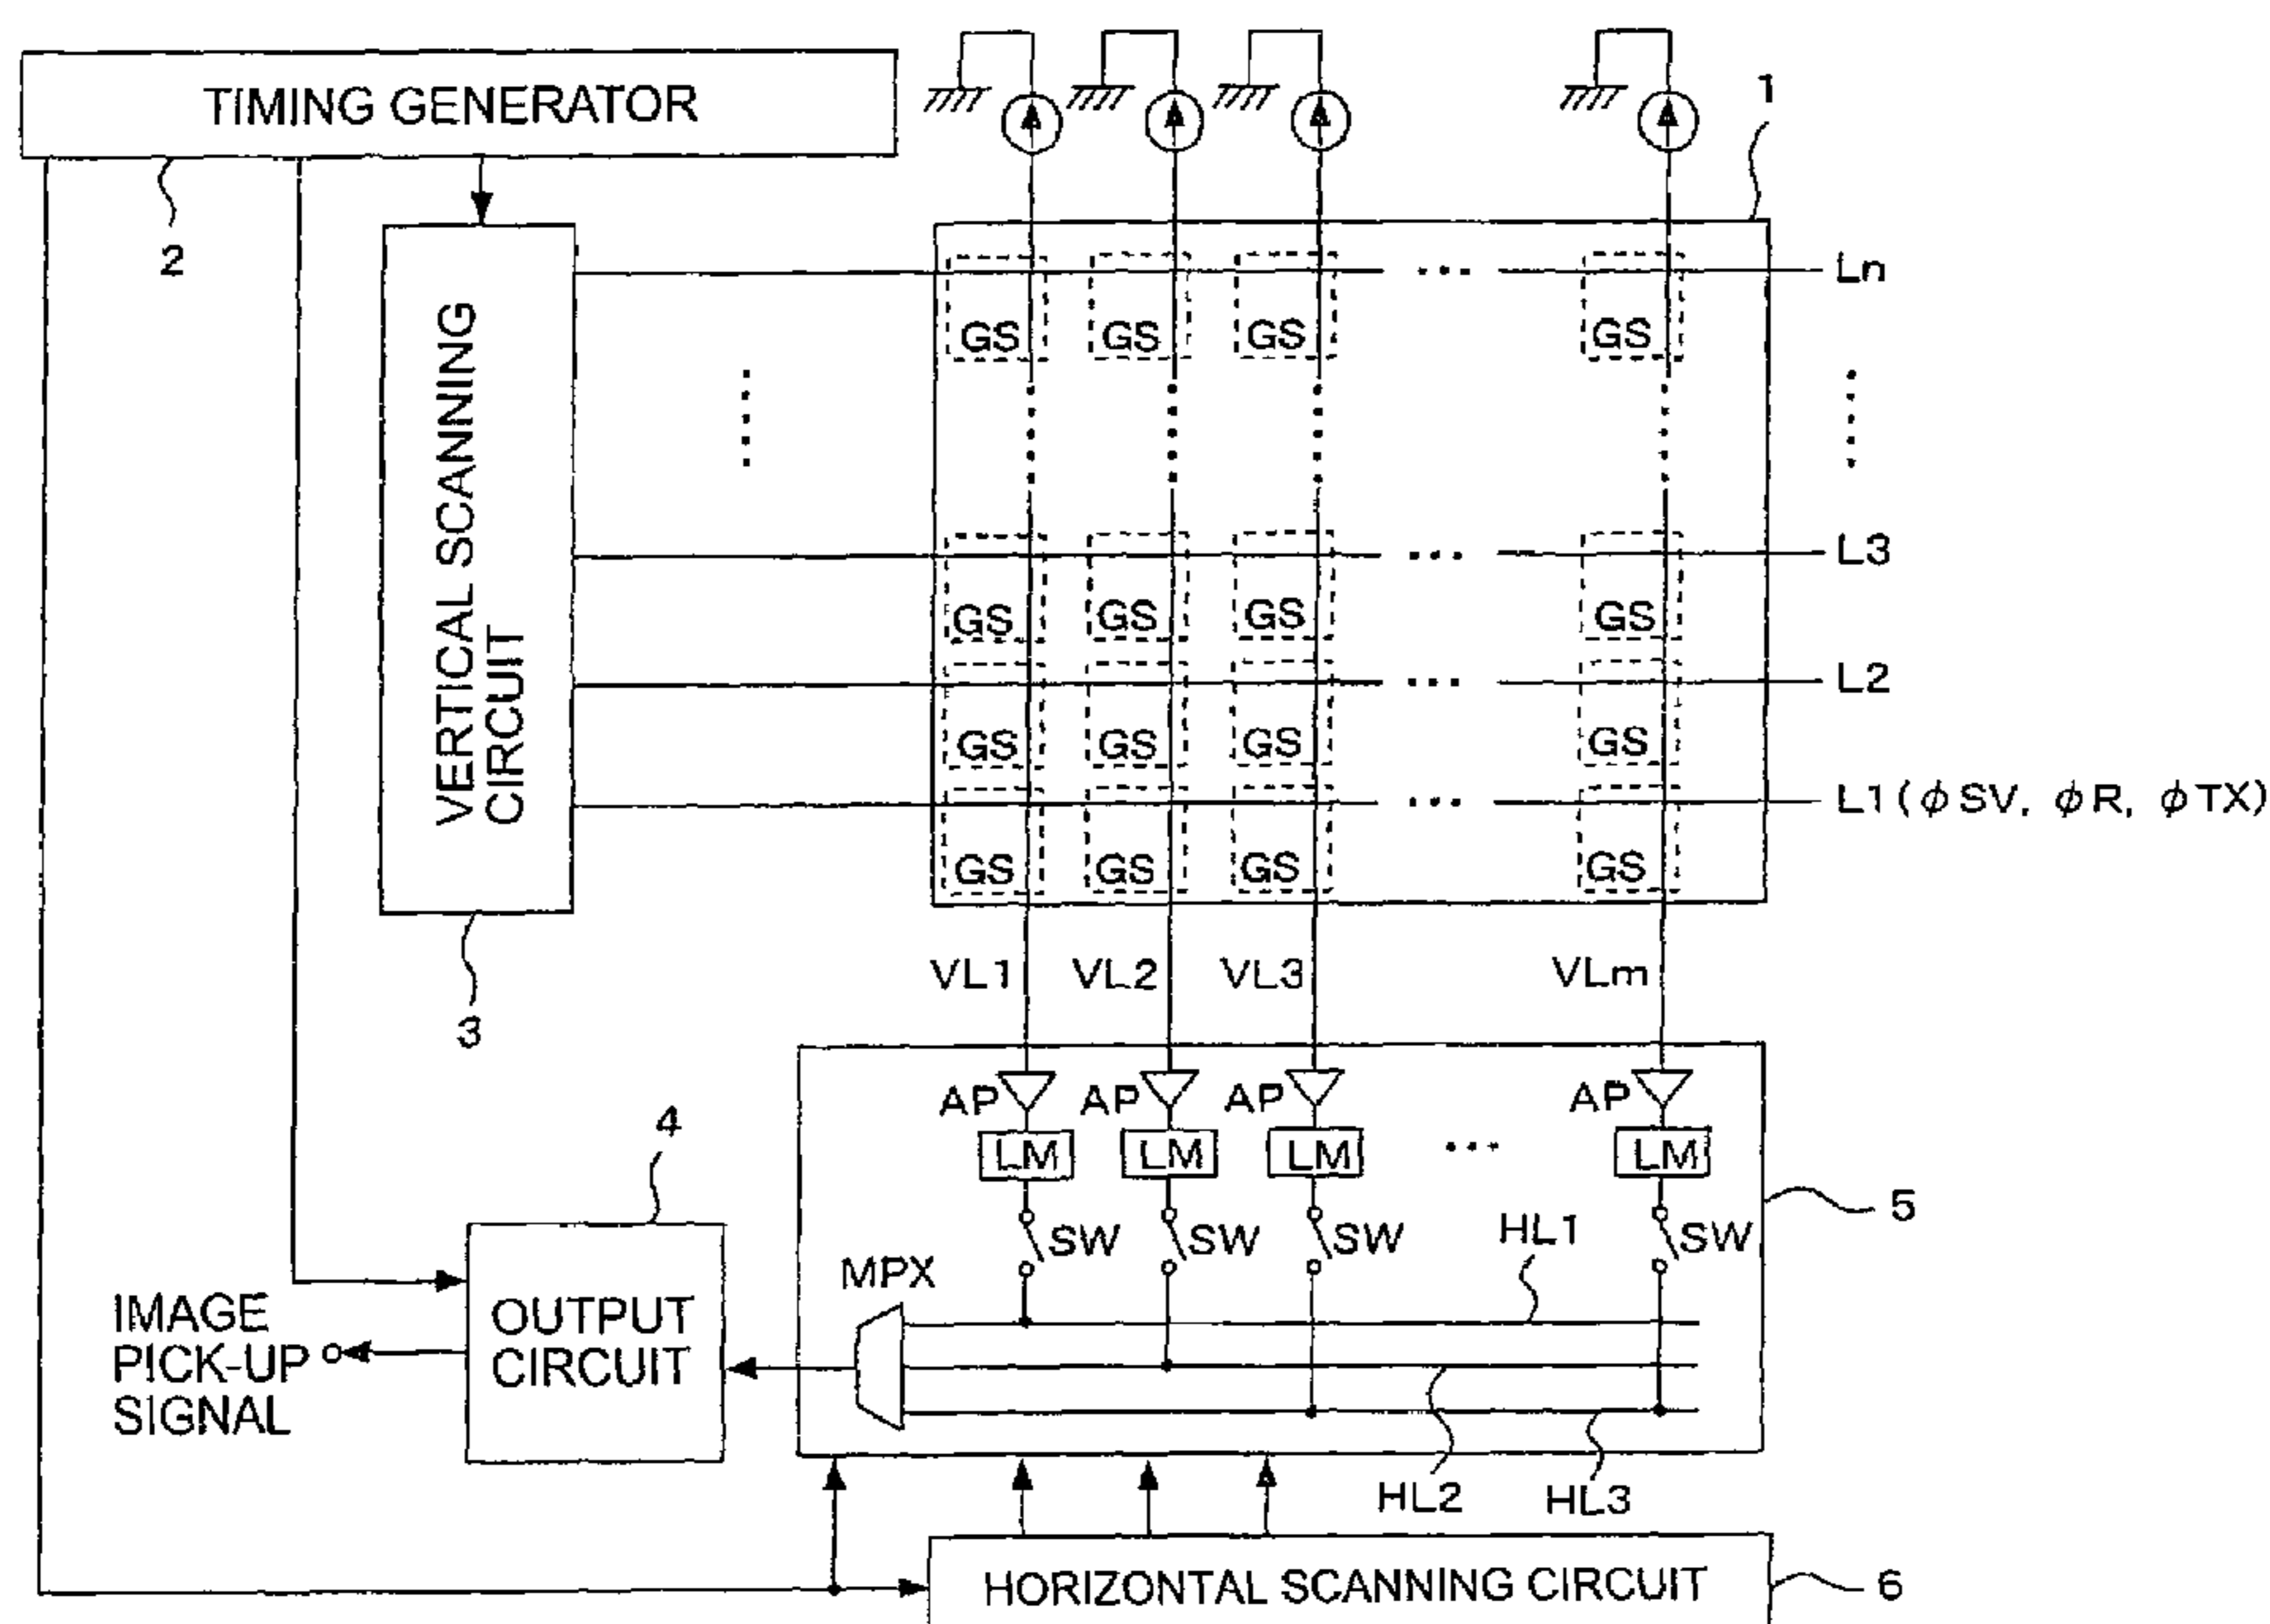 TIMING GENERATOR
1
2
Ln
GS GS GS GS
VERTICAL SCANNING
CIRCUIT
L3
GS GS GS GS
L2
GS GS GS GS
L1(ϕSV, ϕR, ϕTX)
GS GS GS GS
VL1 VL2 VL3 VLm
3
AP AP AP AP
4
LM LM LM ... LM
5
SW SW SW HL1 SW
MPX
IMAGE
PICK-UP
SIGNAL
OUTPUT
CIRCUIT
HL2 HL3
HORIZONTAL SCANNING CIRCUIT
6